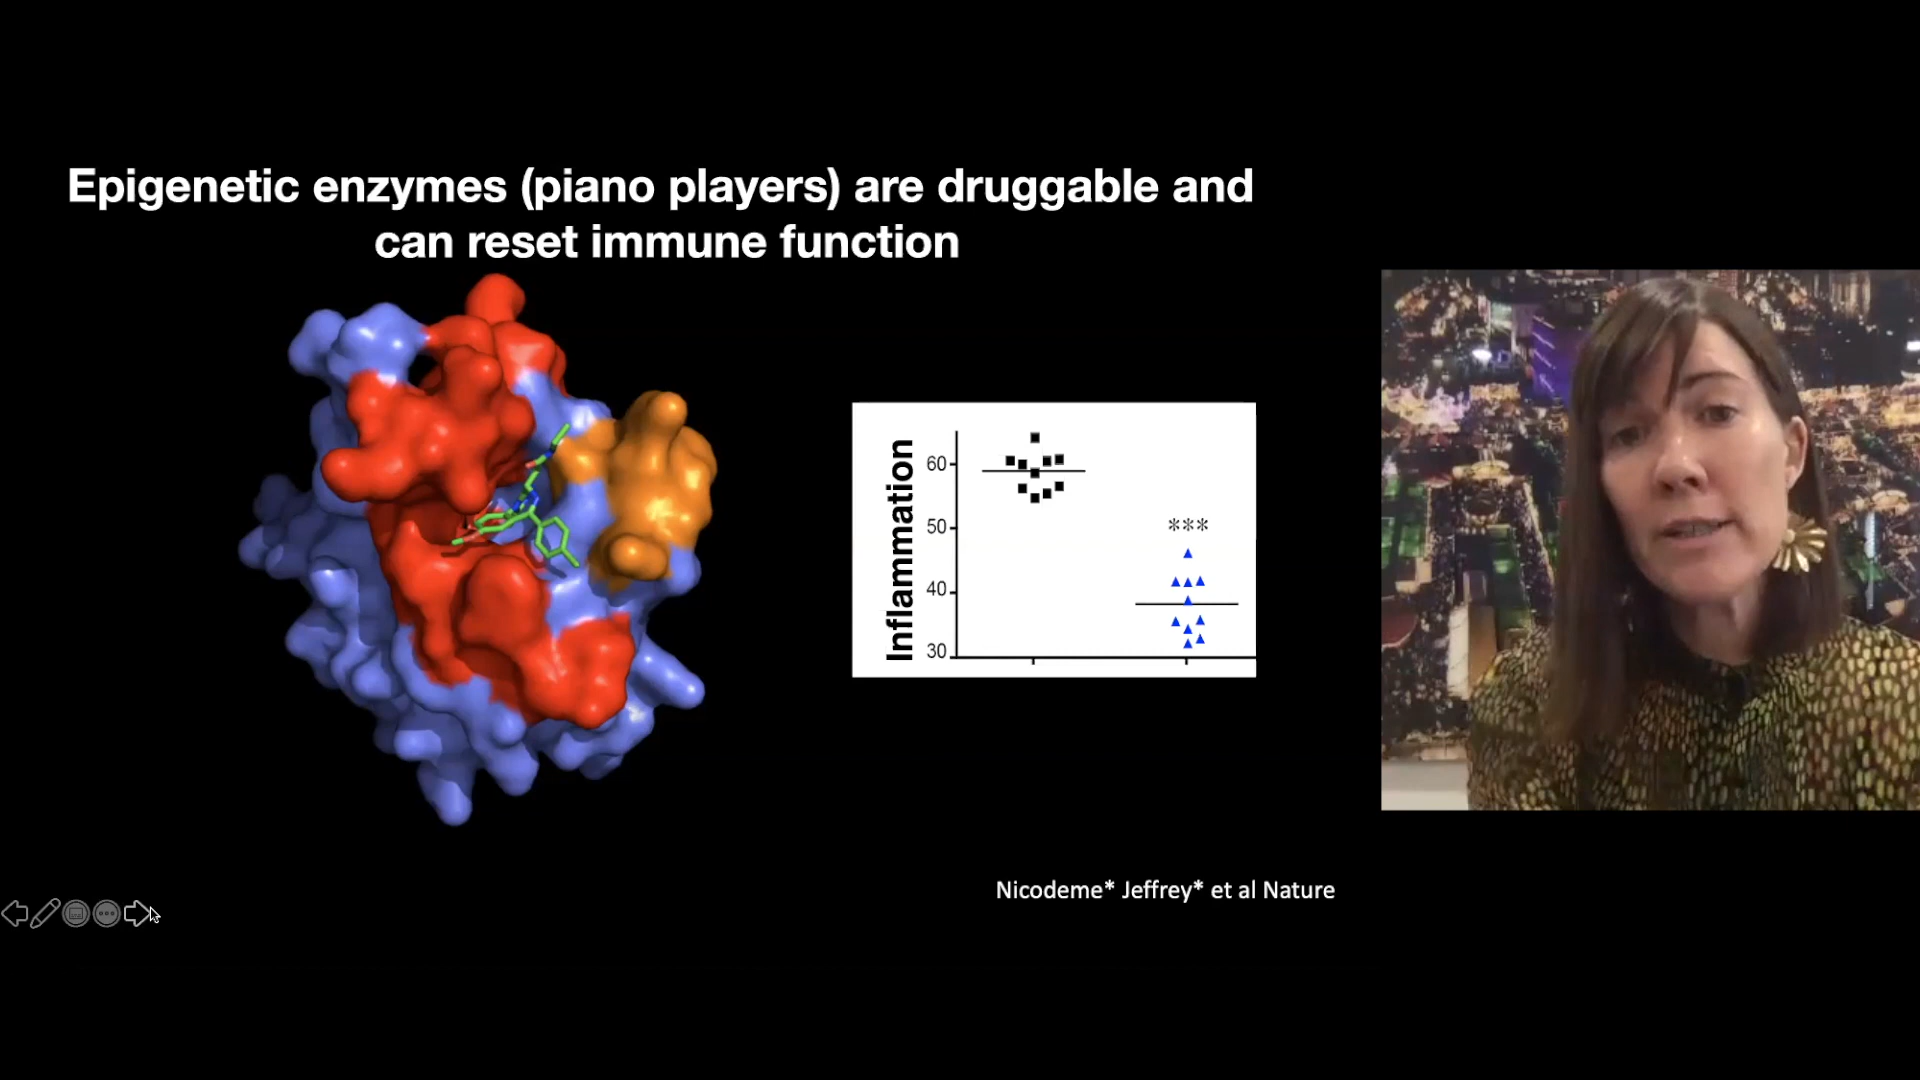 Epigenetic enzymes (piano players) are druggable and
can reset immune function
Inflammation
60
50
40
30
***
Nicodeme* Jeffrey* et al Nature